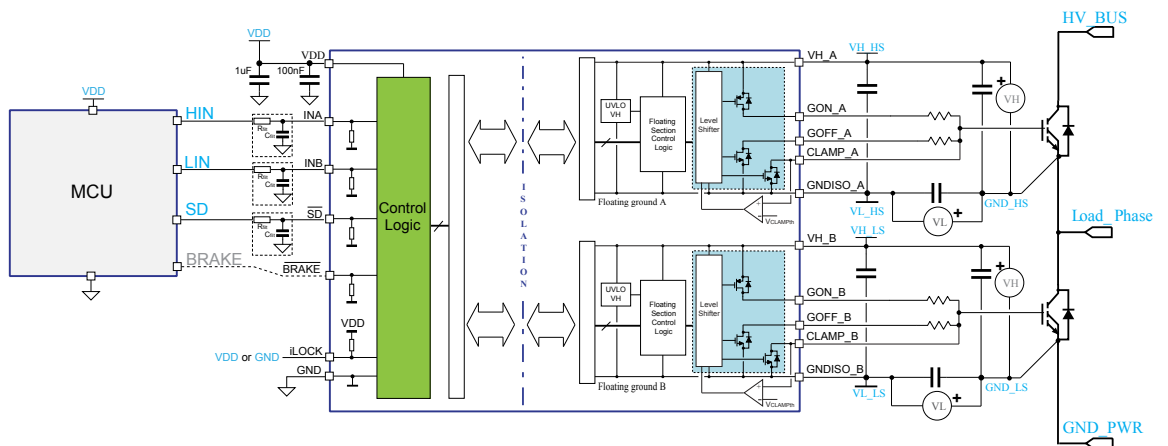 HV_BUS
VDD
VDD
VH_A
VH_HS
1uF
100nF
VDD
MCU
HIN
INA
LIN
INB
SD
SD
BRAKE
BRAKE
VDD
VDD or GND
iLOCK
GND
Control
Logic
ISOLATION
UVLO
VH
Floating
Section
Control
Logic
Level
Shifter
Floating ground A
VCLAMPth
GON_A
GOFF_A
CLAMP_A
GNDISO_A
VH
VL_HS
VL
GND_HS
Load_Phase
VH_B
VH_LS
UVLO
VH
Floating
Section
Control
Logic
Level
Shifter
Floating ground B
VCLAMPth
GON_B
GOFF_B
CLAMP_B
GNDISO_B
VH
VL_LS
VL
GND_LS
GND_PWR